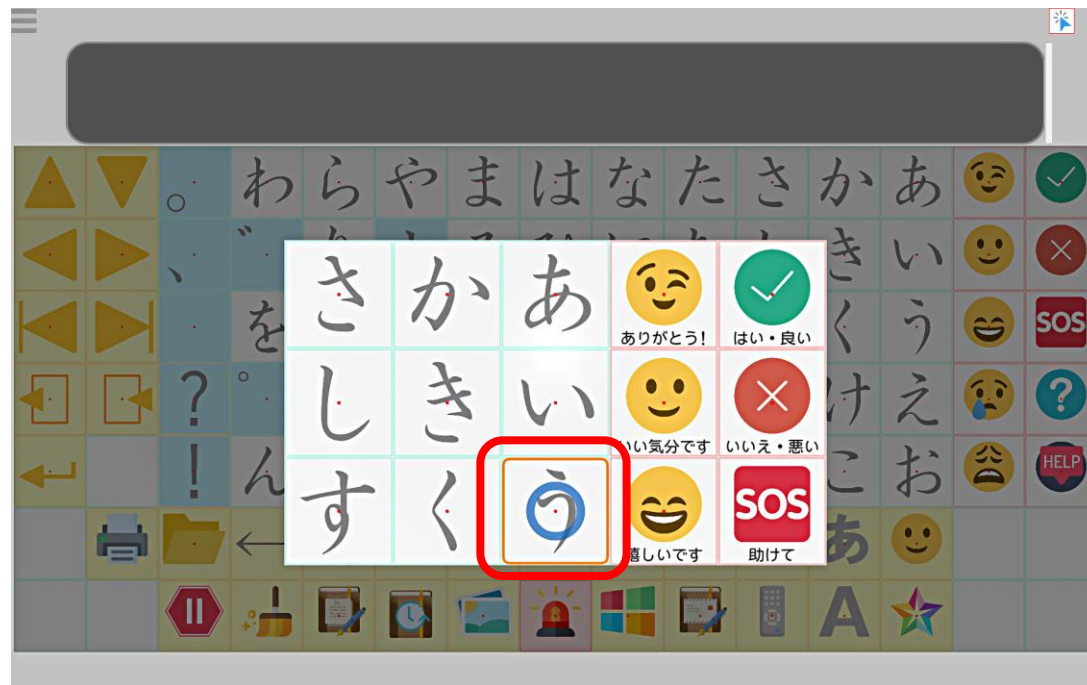 。 わ ら や ま は な た さ か あ
、 ゛ き い
を く う SOS
? ゜ け え ?
! ん こ お HELP
さ か あ ありがとう! はい・良い
し き い いい気分です いいえ・悪い
す く う 嬉しいです SOS 助けて
← あ
A